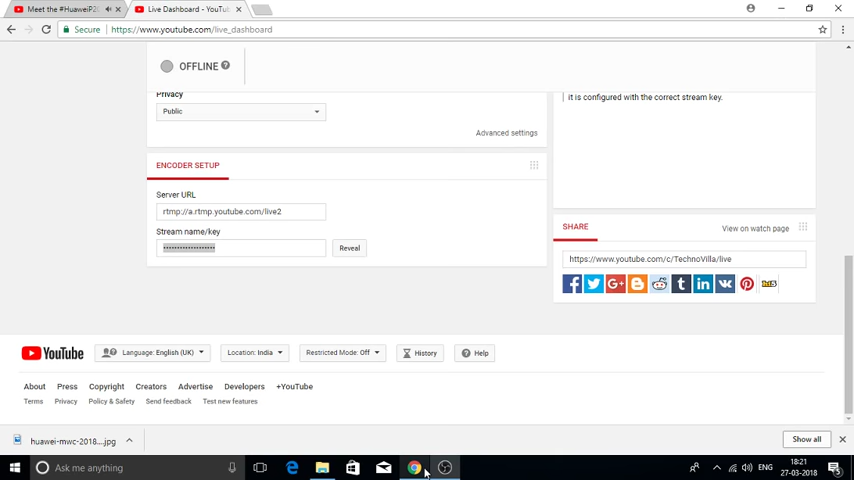 Meet the #HuaweiP20
Live Dashboard - YouTu
Secure
https://www.youtube.com/live_dashboard
OFFLINE
Privacy
Public
Advanced settings
it is configured with the correct stream key.
ENCODER SETUP
Server URL
rtmp://a.rtmp.youtube.com/live2
Stream name/key
••••••••••••••••••• Reveal
SHARE
View on watch page
https://www.youtube.com/c/TechnoVilla/live
YouTube
Language: English (UK)
Location: India
Restricted Mode: Off
History
Help
About Press Copyright Creators Advertise Developers +YouTube
Terms Privacy Policy & Safety Send feedback Test new features
huawei-mwc-2018....jpg
Show all
Ask me anything
ENG
18:21
27-03-2018